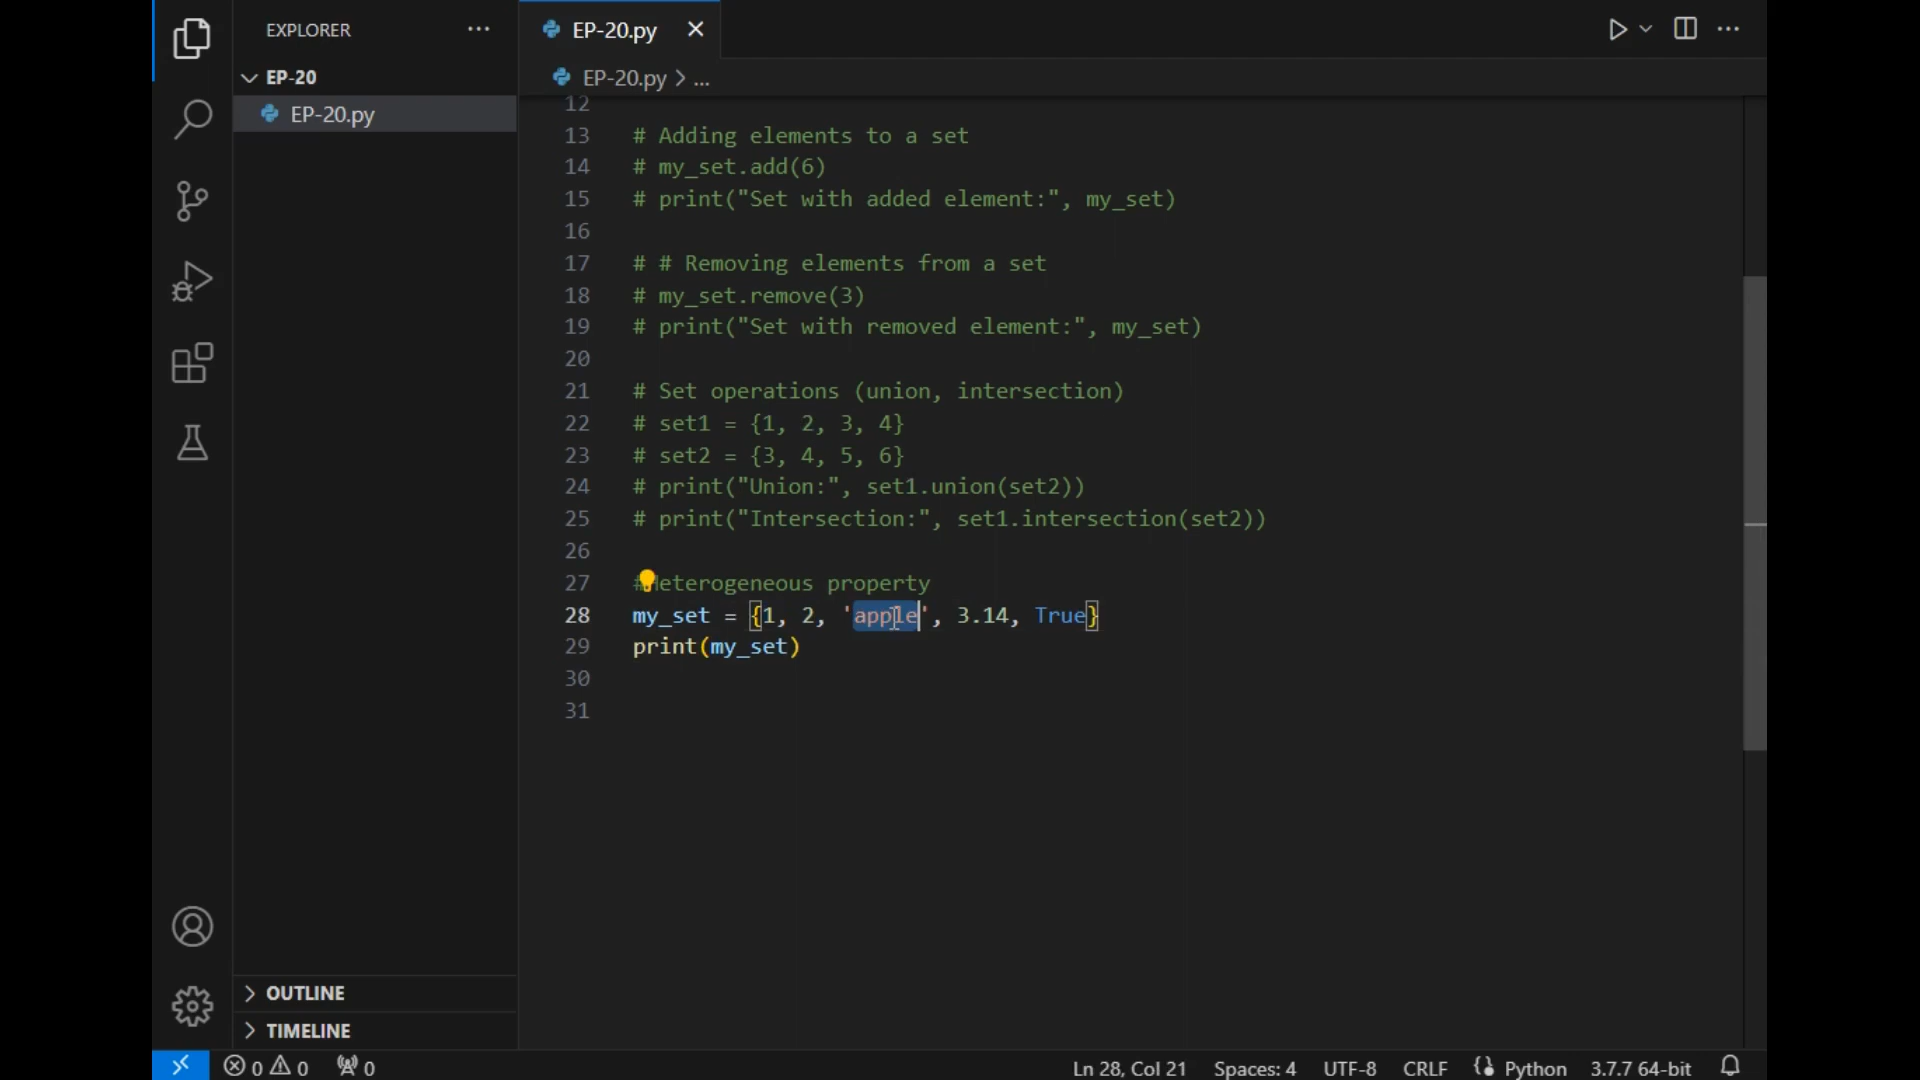 EXPLORER
EP-20
EP-20.py
OUTLINE
TIMELINE
EP-20.py
EP-20.py > ...
12
13 # Adding elements to a set
14 # my_set.add(6)
15 # print("Set with added element:", my_set)
16
17 # # Removing elements from a set
18 # my_set.remove(3)
19 # print("Set with removed element:", my_set)
20
21 # Set operations (union, intersection)
22 # set1 = {1, 2, 3, 4}
23 # set2 = {3, 4, 5, 6}
24 # print("Union:", set1.union(set2))
25 # print("Intersection:", set1.intersection(set2))
26
27 #Heterogeneous property
28 my_set = {1, 2, 'apple', 3.14, True}
29 print(my_set)
30
31
0 0 0 Ln 28, Col 21 Spaces: 4 UTF-8 CRLF Python 3.7.7 64-bit